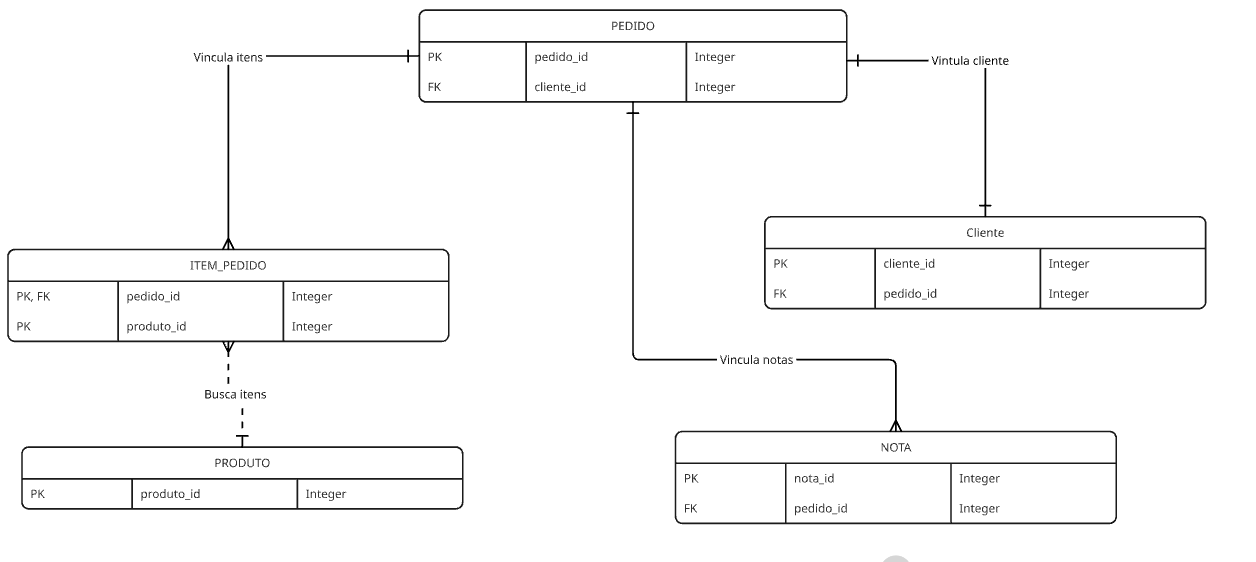 PEDIDO
PK pedido_id Integer
FK cliente_id Integer
Vincula itens
Vintula cliente
Cliente
PK cliente_id Integer
FK pedido_id Integer
ITEM_PEDIDO
PK, FK pedido_id Integer
PK produto_id Integer
Vincula notas
Busca itens
PRODUTO
PK produto_id Integer
NOTA
PK nota_id Integer
FK pedido_id Integer